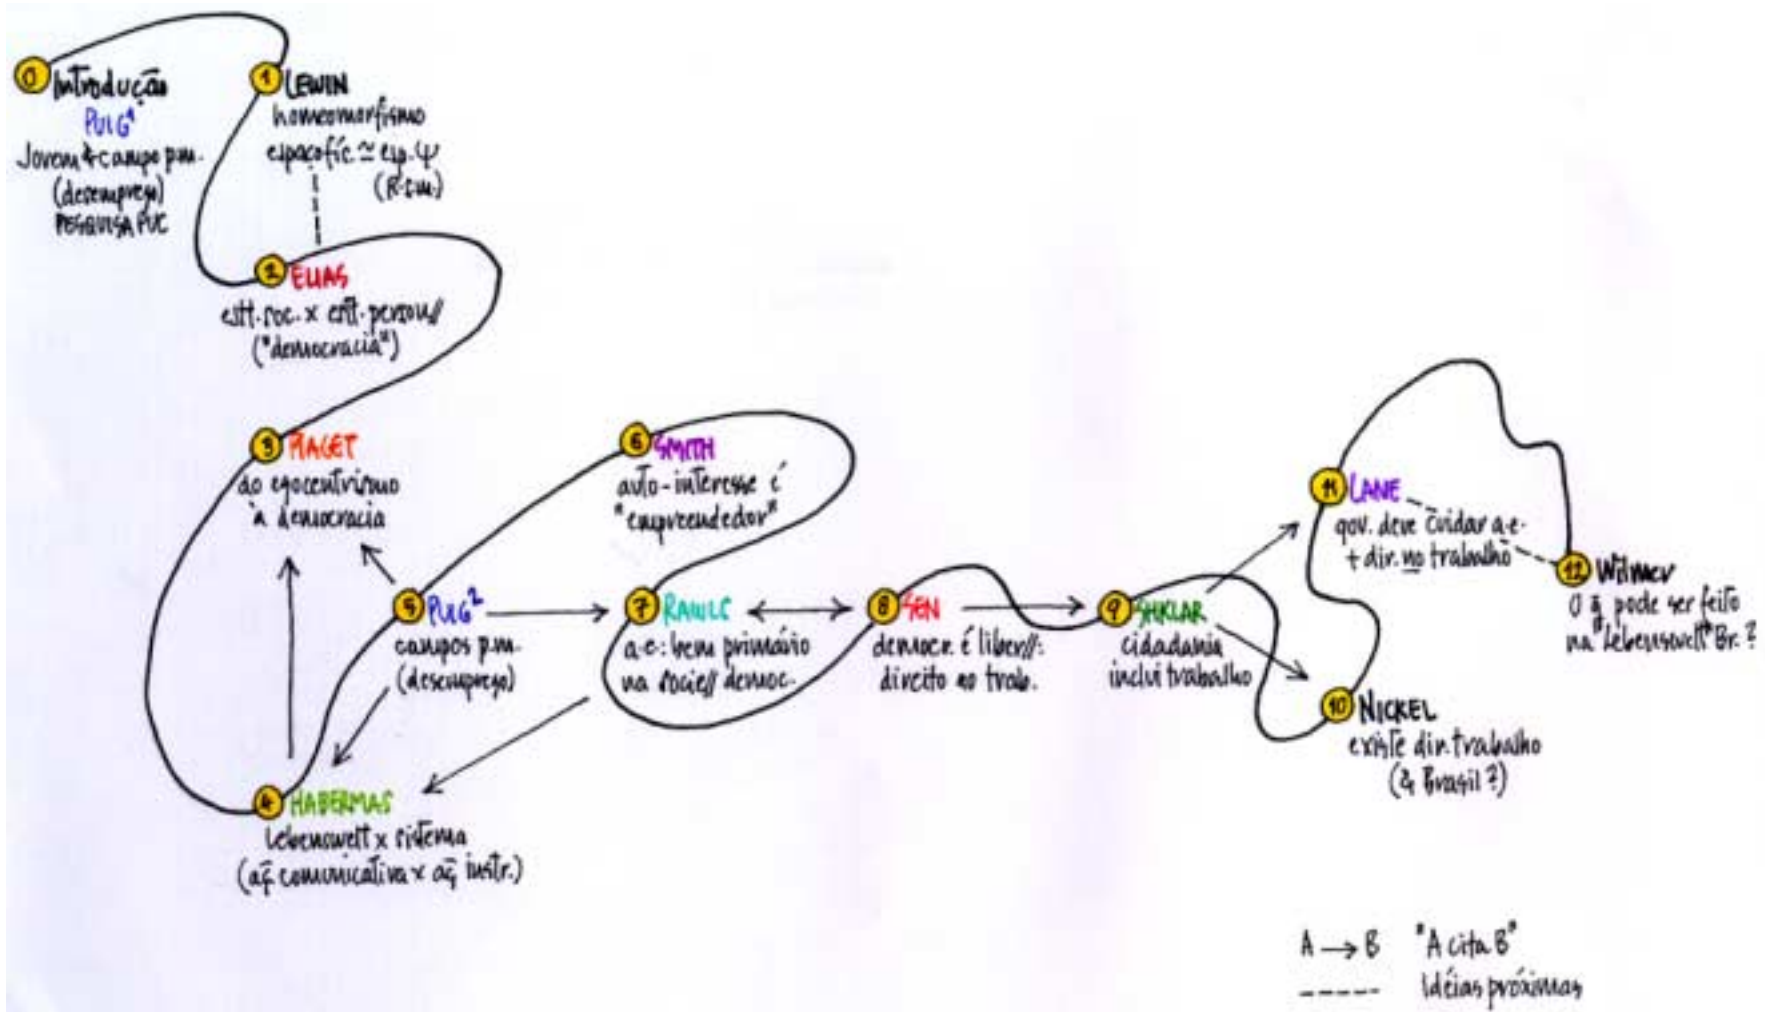 0 Introdução
PUIG¹
Jovem & campo p.m.
(desemprego)
PESQUISA PUC
1 LEWIN
homeomorfismo
espaço fíc ≃ esp. Ψ
2 ELIAS
estt. soc. x estt. person//
("democracia")
3 PIAGET
do egocentrismo
à democracia
4 HABERMAS
Lebenswelt x sistema
(aç̃ comunicativa x aç̃ instr.)
5 PUIG²
campos p.m.
(desemprego)
6 SMITH
auto-interesse é
"empreendedor"
7 RAWLS
a-e: bem primário
na socie// democ.
8 SEN
democr. é liber//:
direito ao trab.
9 SHKLAR
cidadania
inclui trabalho
10 NICKEL
existe dir. trabalho
(& Brasil?)
11 LANE
gov. deve cuidar a-e-
+ dir. no trabalho
12 Wilmer
O q̃ pode ser feito
na "Lebenswelt" Br.?
A → B "A cita B"
------ Idéias próximas